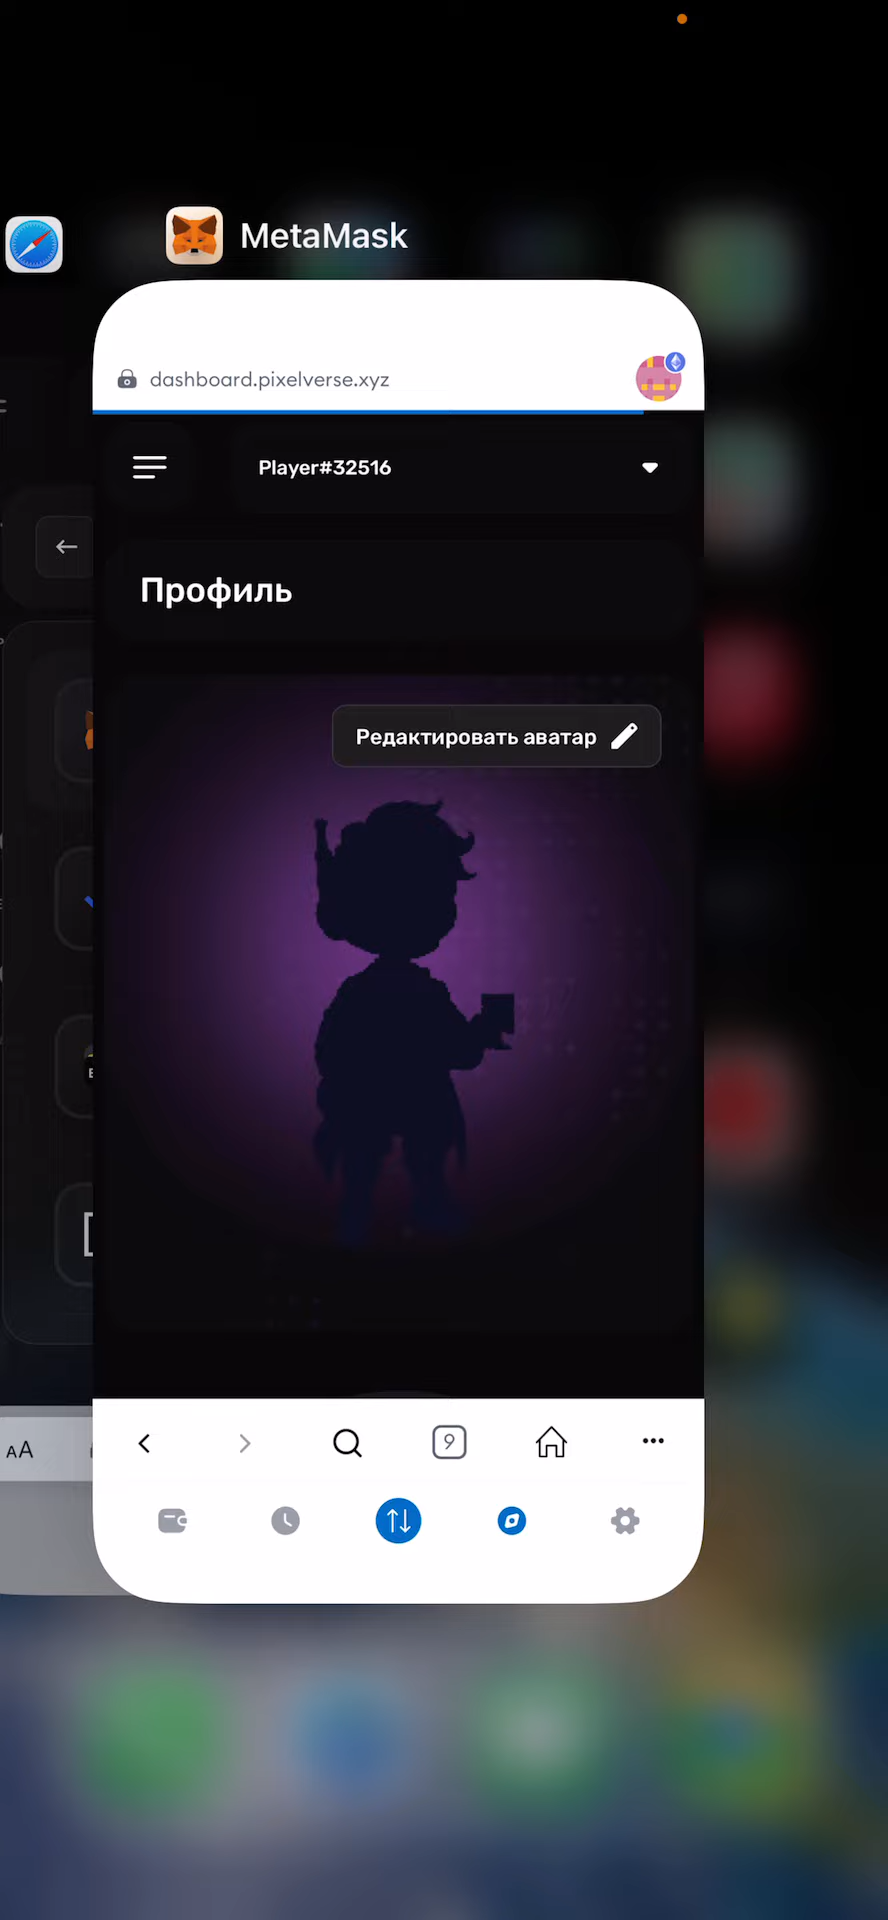 MetaMask
dashboard.pixelverse.xyz
Player#32516
Профиль
Редактировать аватар
9
AA